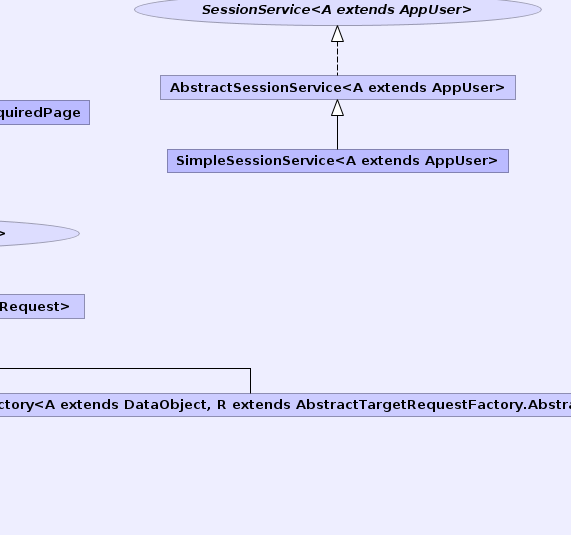 SessionService<A extends AppUser>
AbstractSessionService<A extends AppUser>
quiredPage
SimpleSessionService<A extends AppUser>
>
Request>
ctory<A extends DataObject, R extends AbstractTargetRequestFactory.Abstra